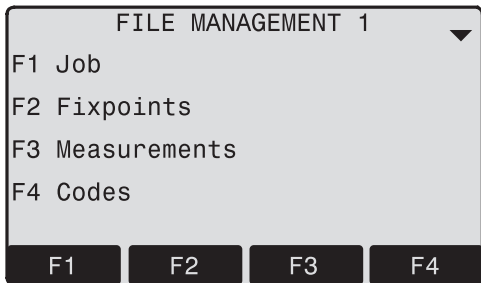 FILE MANAGEMENT 1
F1 Job
F2 Fixpoints
F3 Measurements
F4 Codes
F1 F2 F3 F4